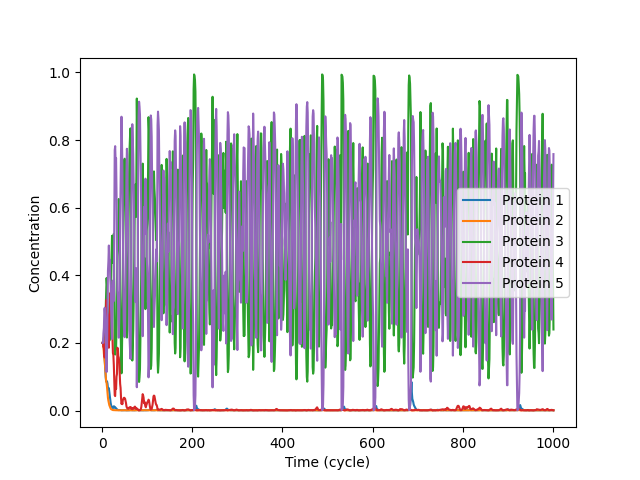 1.0
0.8
0.6
0.4
0.2
0.0
Concentration
Protein 1
Protein 2
Protein 3
Protein 4
Protein 5
0 200 400 600 800 1000
Time (cycle)